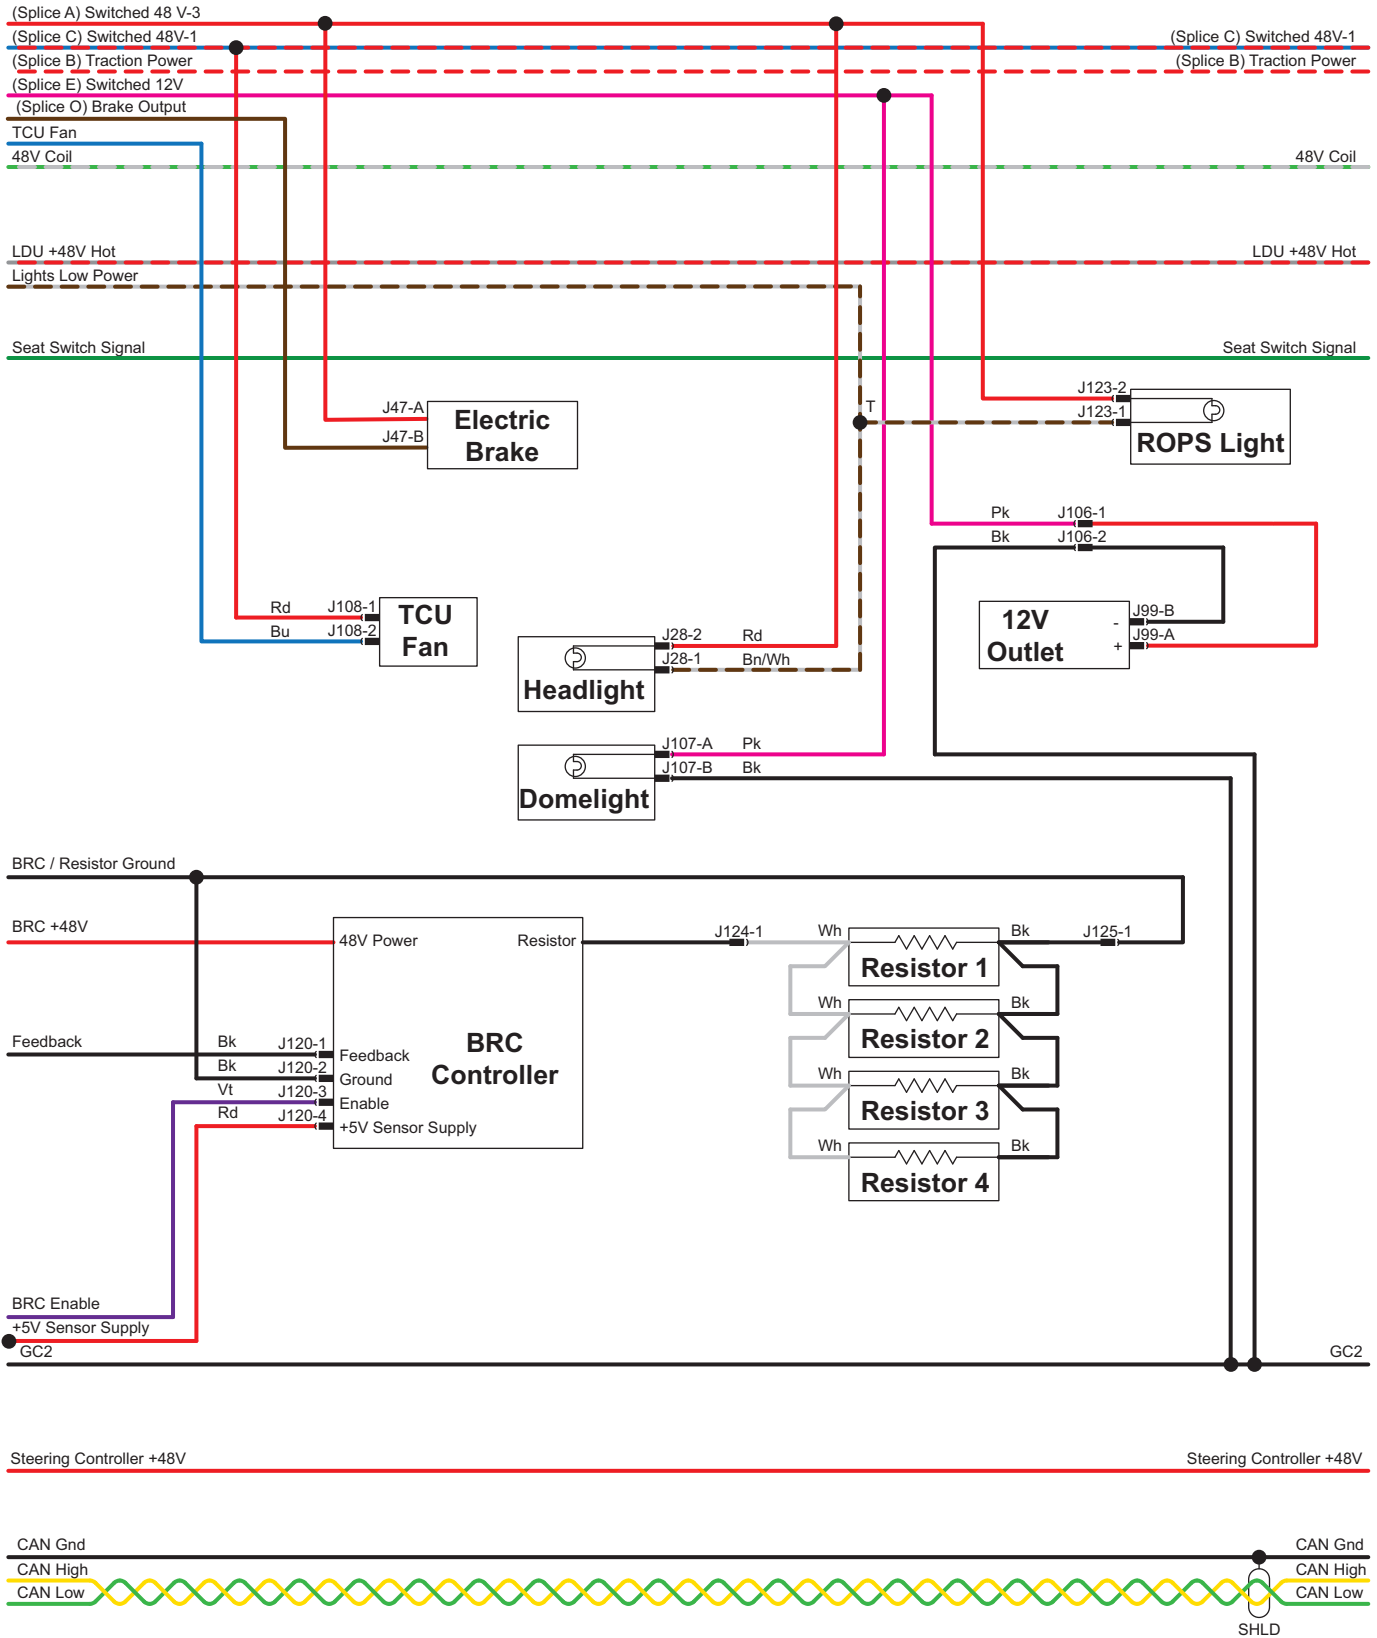 (Splice A) Switched 48 V-3
(Splice C) Switched 48V-1
(Splice C) Switched 48V-1
(Splice B) Traction Power
(Splice B) Traction Power
(Splice E) Switched 12V
(Splice O) Brake Output
TCU Fan
48V Coil
48V Coil
LDU +48V Hot
LDU +48V Hot
Lights Low Power
Seat Switch Signal
Seat Switch Signal
J47-A
J47-B
Electric
Brake
T
J123-2
J123-1
ROPS Light
Pk
J106-1
Bk
J106-2
Rd
J108-1
Bu
J108-2
TCU
Fan
12V
Outlet
-
+
J99-B
J99-A
Headlight
J28-2
Rd
J28-1
Bn/Wh
Domelight
J107-A
Pk
J107-B
Bk
BRC / Resistor Ground
BRC +48V
48V Power
Resistor
J124-1
Wh
Resistor 1
Bk
J125-1
Wh
Resistor 2
Bk
Wh
Resistor 3
Bk
Wh
Resistor 4
Bk
Feedback
Bk
J120-1
Feedback
Bk
J120-2
Ground
Vt
J120-3
Enable
Rd
J120-4
+5V Sensor Supply
BRC
Controller
BRC Enable
+5V Sensor Supply
GC2
GC2
Steering Controller +48V
Steering Controller +48V
CAN Gnd
CAN Gnd
CAN High
CAN High
CAN Low
CAN Low
SHLD